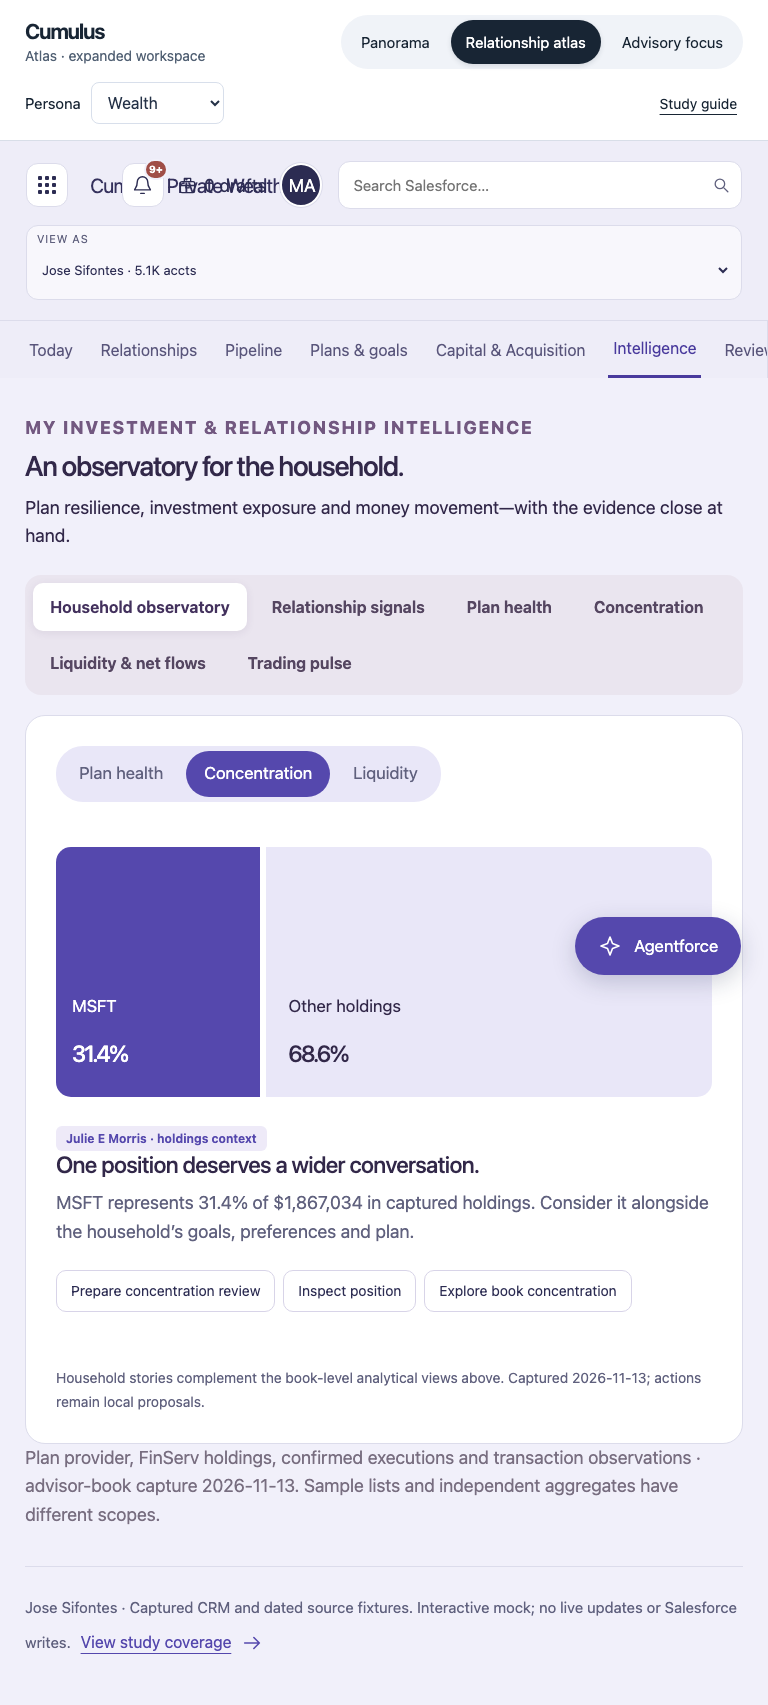 Cumulus
Atlas · expanded workspace
Panorama
Relationship atlas
Advisory focus
Persona
Wealth
Study guide
9+
MA
Search Salesforce...
VIEW AS
Jose Sifontes · 5.1K accts
Today
Relationships
Pipeline
Plans & goals
Capital & Acquisition
Intelligence
MY INVESTMENT & RELATIONSHIP INTELLIGENCE
An observatory for the household.
Plan resilience, investment exposure and money movement—with the evidence close at
hand.
Household observatory
Relationship signals
Plan health
Concentration
Liquidity & net flows
Trading pulse
Plan health
Concentration
Liquidity
MSFT
31.4%
Other holdings
68.6%
Agentforce
Julie E Morris · holdings context
One position deserves a wider conversation.
MSFT represents 31.4% of $1,867,034 in captured holdings. Consider it alongside
the household's goals, preferences and plan.
Prepare concentration review
Inspect position
Explore book concentration
Household stories complement the book-level analytical views above. Captured 2026-11-13; actions
remain local proposals.
Plan provider, FinServ holdings, confirmed executions and transaction observations ·
advisor-book capture 2026-11-13. Sample lists and independent aggregates have
different scopes.
Jose Sifontes · Captured CRM and dated source fixtures. Interactive mock; no live updates or Salesforce
writes. View study coverage →